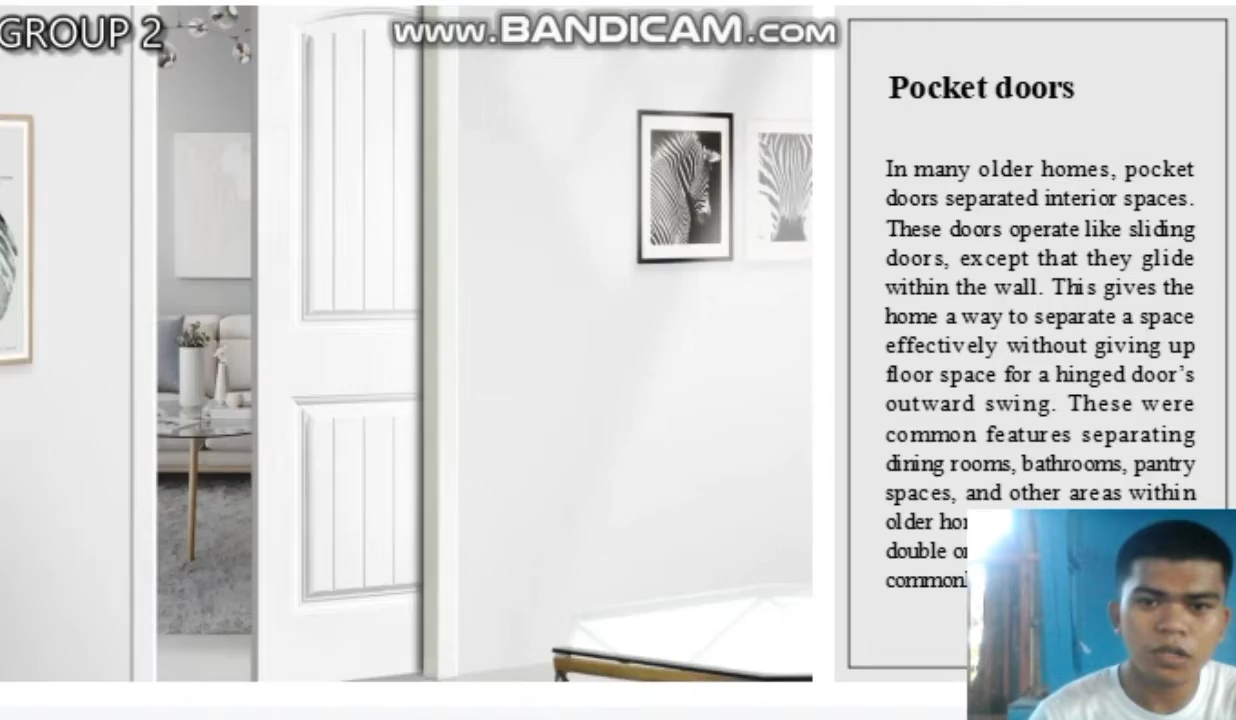 GROUP 2
www.BANDICAM.com
Pocket doors
In many older homes, pocket
doors separated interior spaces.
These doors operate like sliding
doors, except that they glide
within the wall. This gives the
home a way to separate a space
effectively without giving up
floor space for a hinged door's
outward swing. These were
common features separating
dining rooms, bathrooms, pantry
spaces, and other areas within
older
double